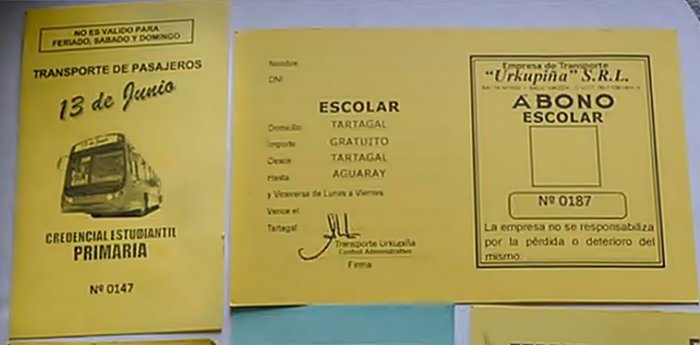 NO ES VALIDO PARA
FERIADO, SABADO Y DOMINGO
TRANSPORTE DE PASAJEROS
13 de Junio
CREDENCIAL ESTUDIANTIL
PRIMARIA
Nº 0147
Nombre
DNI
ESCOLAR
Domicilio TARTAGAL
Importe GRATUITO
Desde TARTAGAL
Hasta AGUARAY
y Viceversa de Lunes a Viernes
Vence el
Tartagal
Transporte Urkupiña
Control Administrativo
Firma
Empresa de Transporte
"Urkupiña" S.R.L.
ABONO
ESCOLAR
Nº 0187
La empresa no se responsabiliza
por la pérdida o deterioro del
mismo.